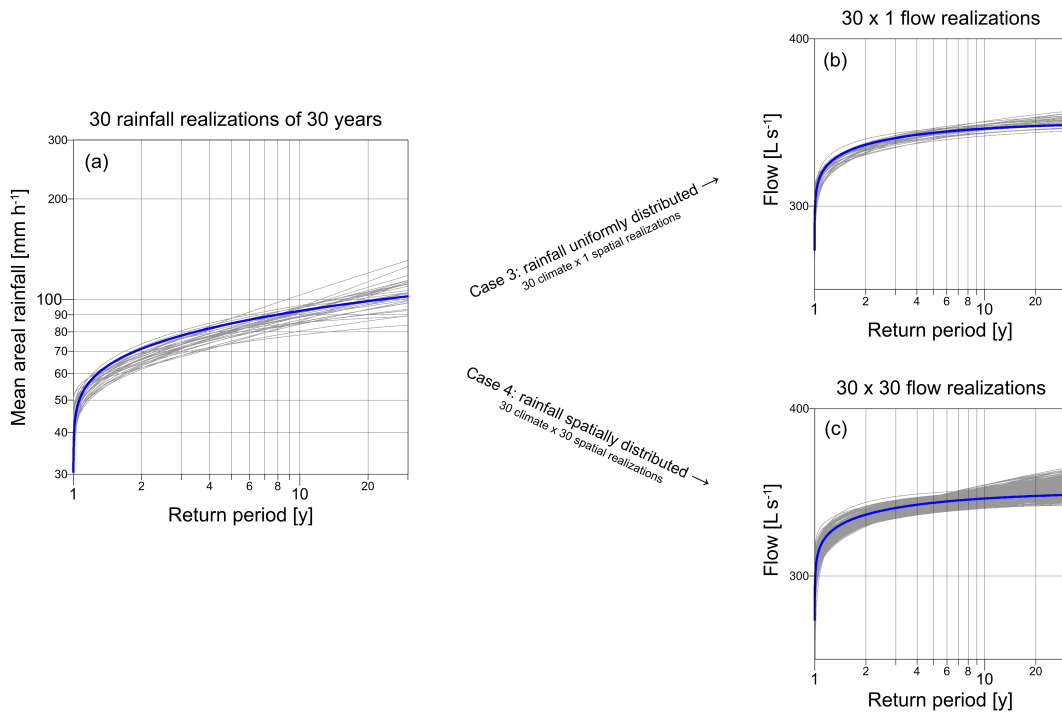 30 rainfall realizations of 30 years
(a)
Mean areal rainfall [mm h⁻¹]
300
200
100
90
80
70
60
50
40
30
1
2
4
6
8
10
20
Return period [y]
Case 3: rainfall uniformly distributed →
30 climate x 1 spatial realizations
Case 4: rainfall spatially distributed →
30 climate x 30 spatial realizations
30 x 1 flow realizations
(b)
Flow [L s⁻¹]
400
300
1
2
4
6
8
10
20
Return period [y]
30 x 30 flow realizations
(c)
Flow [L s⁻¹]
400
300
1
2
4
6
8
10
20
Return period [y]